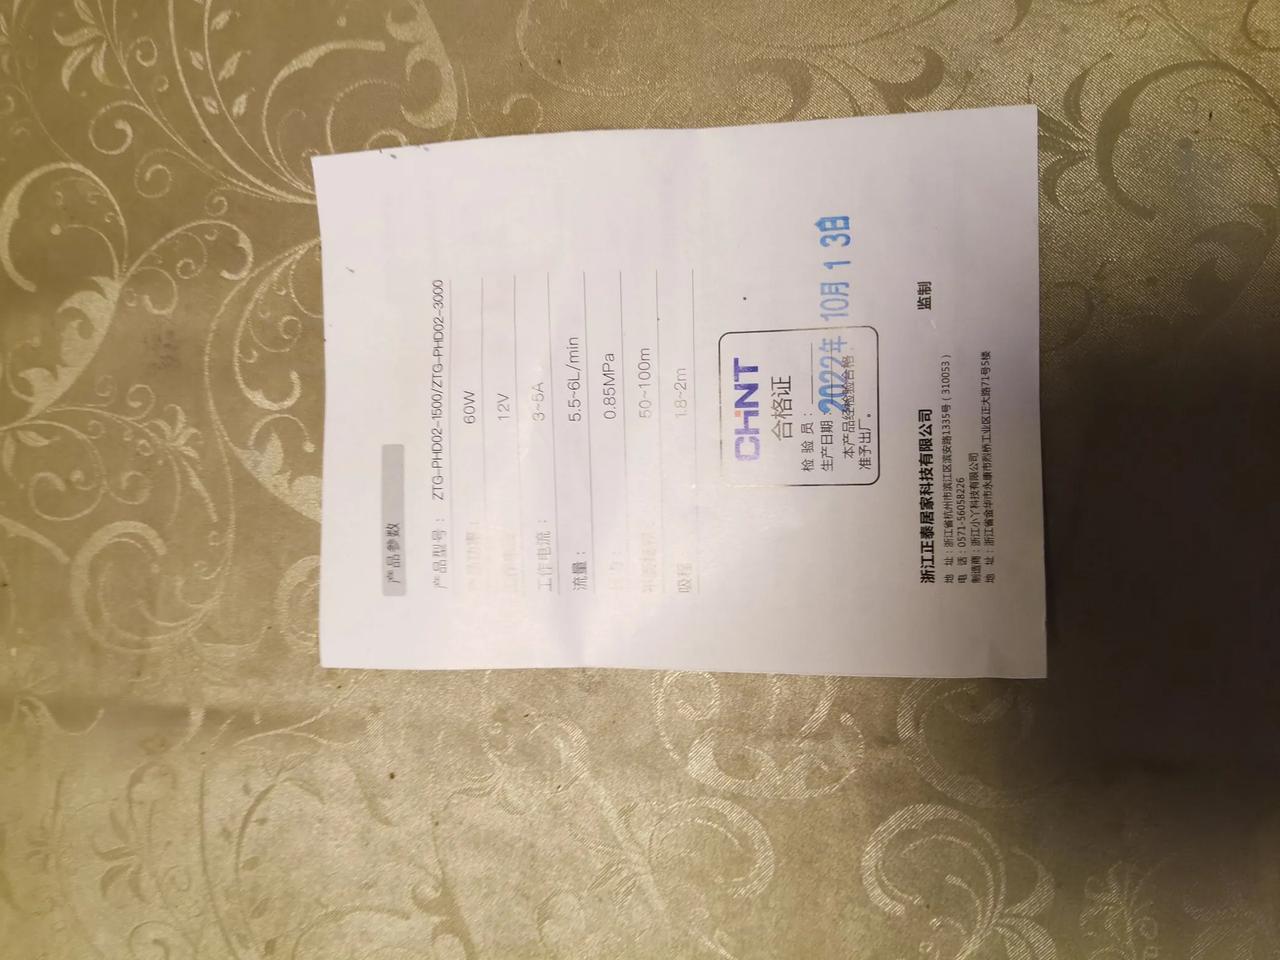 产品参数
产品型号： ZTG-PHD02-1500/ZTG-PHD02-3000
产品功率： 60W
12V
工作电流： 3~5A
流量： 5.5~6L/min
0.85MPa
50~100m
吸程 1.8~2m
CHNT
合格证
检 验 员：
生产日期：2022年 10月 1 3日
本产品经检验合格，
准予出厂。
浙江正泰居家科技有限公司 监制
地 址：浙江省杭州市滨江区滨安路1335号（310053）
电 话：0571-56058226
制造商：浙江小丫科技有限公司
地 址：浙江省金华市永康市烈桥工业区正大路71号5楼